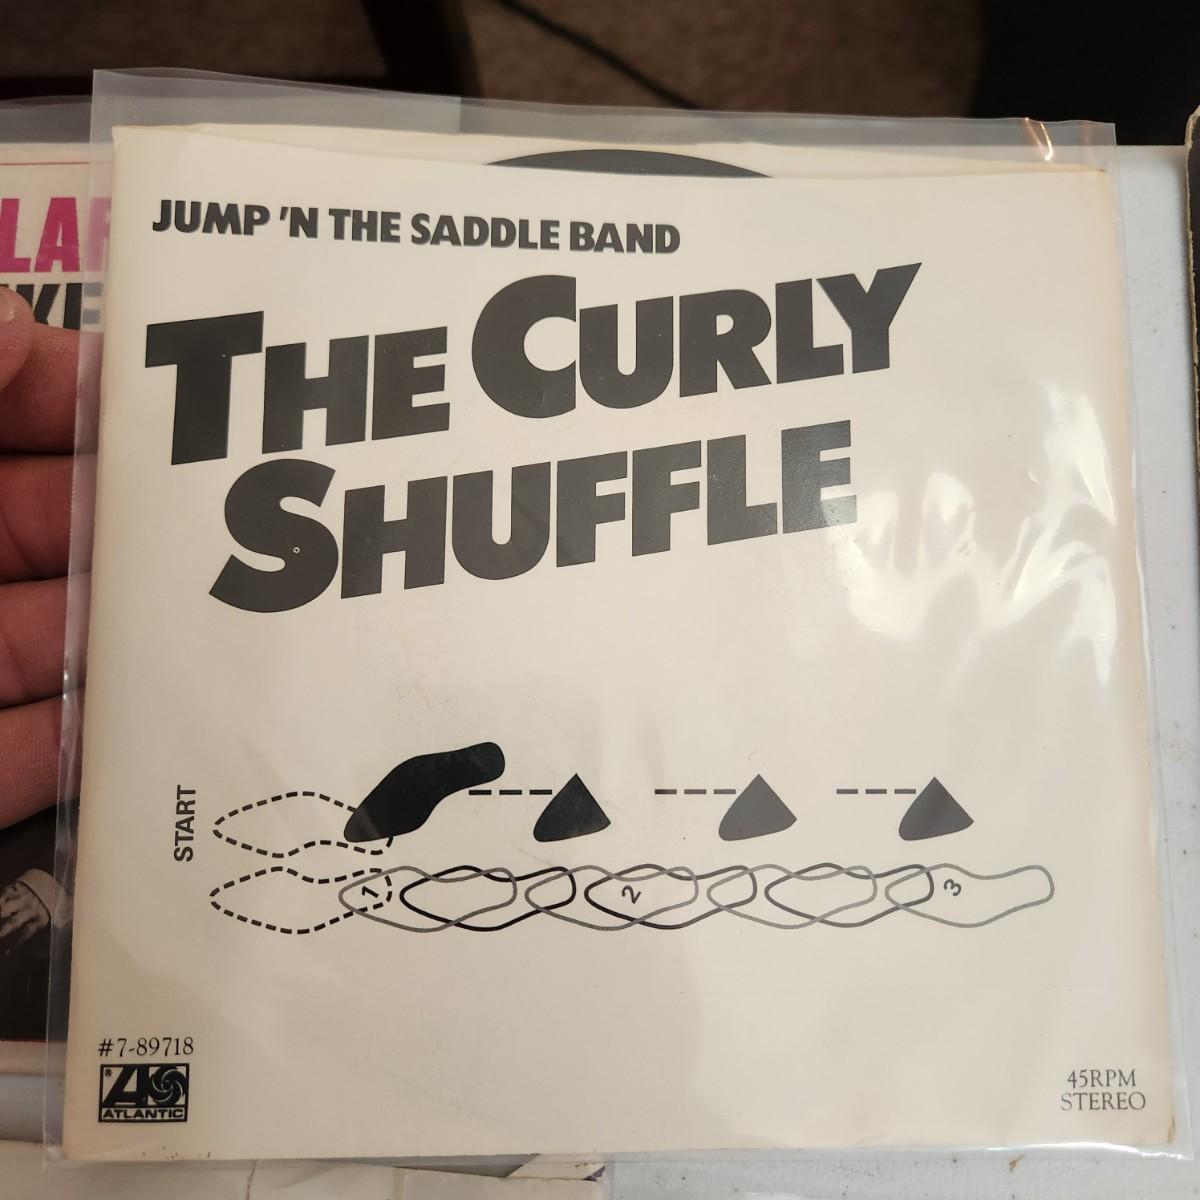 JUMP 'N THE SADDLE BAND
THE CURLY
SHUFFLE
START
1
2
3
#7-89718
®
ATLANTIC
45RPM
STEREO